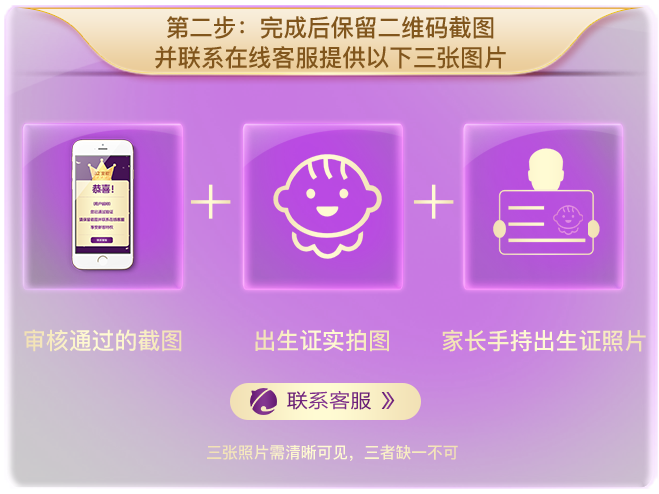 第二步：完成后保留二维码截图
并联系在线客服提供以下三张图片
恭喜！
审核通过的截图
出生证实拍图
家长手持出生证照片
联系客服 》
三张照片需清晰可见，三者缺一不可